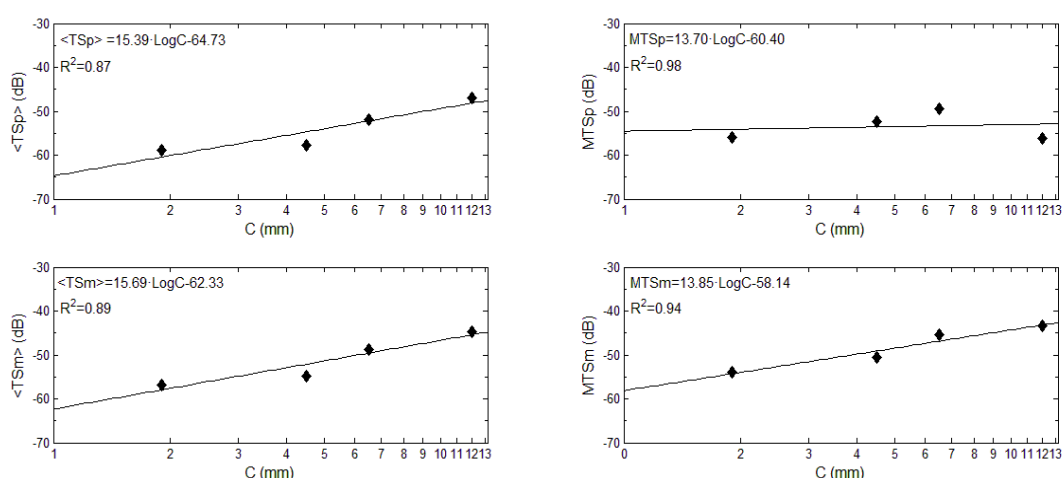 -30
-40
-50
-60
-70
<TSp> (dB)
<TSp> =15.39·LogC-64.73
R²=0.87
1 2 3 4 5 6 7 8 9 10 11 12 13
C (mm)
-30
-40
-50
-60
-70
MTSp (dB)
MTSp=13.70·LogC-60.40
R²=0.98
1 2 3 4 5 6 7 8 9 10 11 12 13
C (mm)
-30
-40
-50
-60
-70
<TSm> (dB)
<TSm>=15.69·LogC-62.33
R²=0.89
1 2 3 4 5 6 7 8 9 10 11 12 13
C (mm)
-30
-40
-50
-60
-70
MTSm (dB)
MTSm=13.85·LogC-58.14
R²=0.94
0 2 3 4 5 6 7 8 9 10 11 12 13
C (mm)